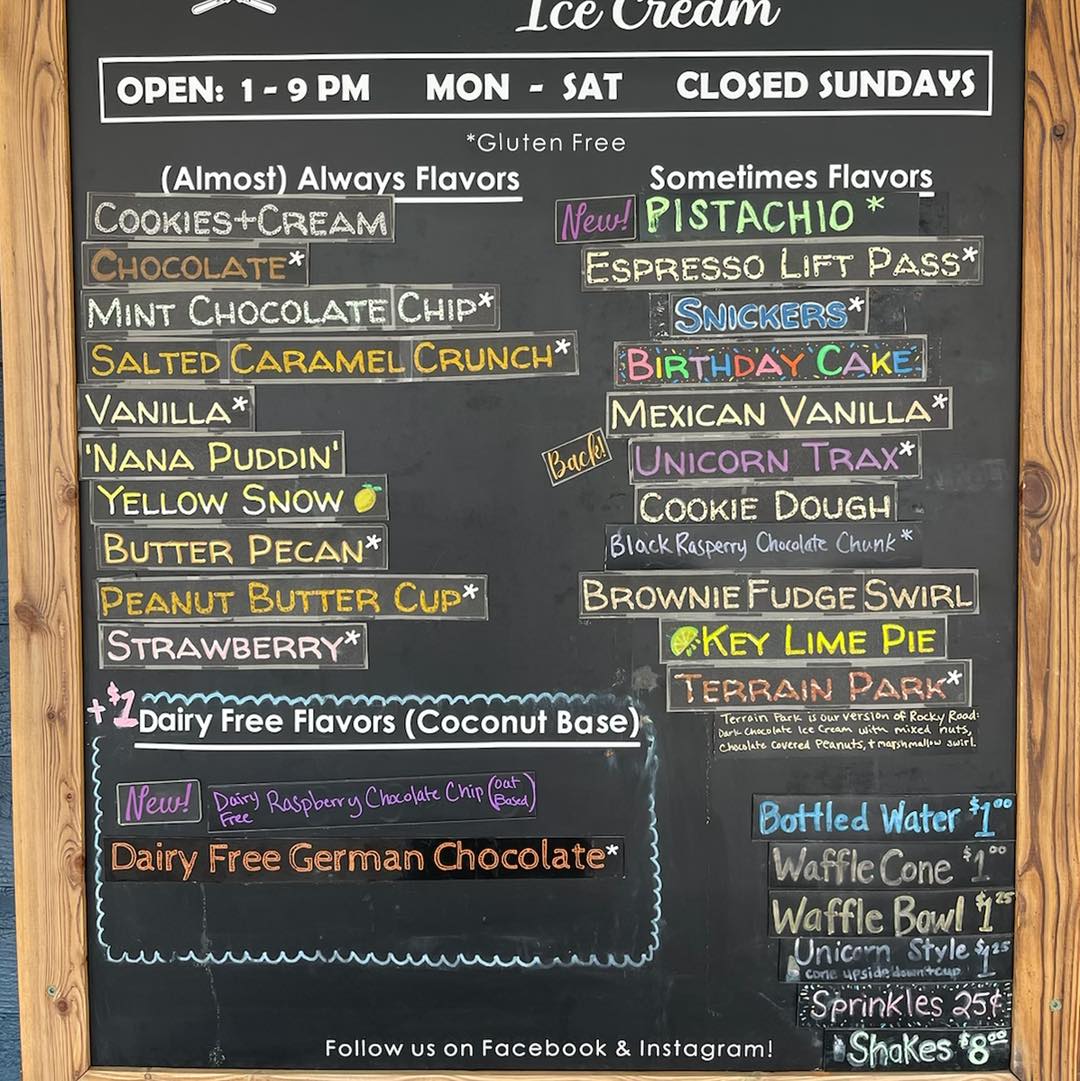 Ice Cream
OPEN: 1 - 9 PM MON - SAT CLOSED SUNDAYS
*Gluten Free
(Almost) Always Flavors
COOKIES+CREAM
CHOCOLATE*
MINT CHOCOLATE CHIP*
SALTED CARAMEL CRUNCH*
VANILLA*
'NANA PUDDIN'
YELLOW SNOW
BUTTER PECAN*
PEANUT BUTTER CUP*
STRAWBERRY*
Sometimes Flavors
New! PISTACHIO *
ESPRESSO LIFT PASS*
SNICKERS*
BIRTHDAY CAKE
MEXICAN VANILLA*
Back! UNICORN TRAX*
COOKIE DOUGH
Black Rasperry Chocolate Chunk *
BROWNIE FUDGE SWIRL
KEY LIME PIE
TERRAIN PARK*
Terrain Park is our version of Rocky Road:
Dark Chocolate Ice Cream with mixed nuts,
chocolate covered Peanuts, + marshmallow swirl.
+$1 Dairy Free Flavors (Coconut Base)
New! Dairy Free Raspberry Chocolate Chip (oat Based)
Dairy Free German Chocolate*
Bottled Water $1.00
Waffle Cone $1.00
Waffle Bowl $1.25
Unicorn Style $1.25
cone upside down + cup
Sprinkles 25¢
Shakes $8.00
Follow us on Facebook & Instagram!